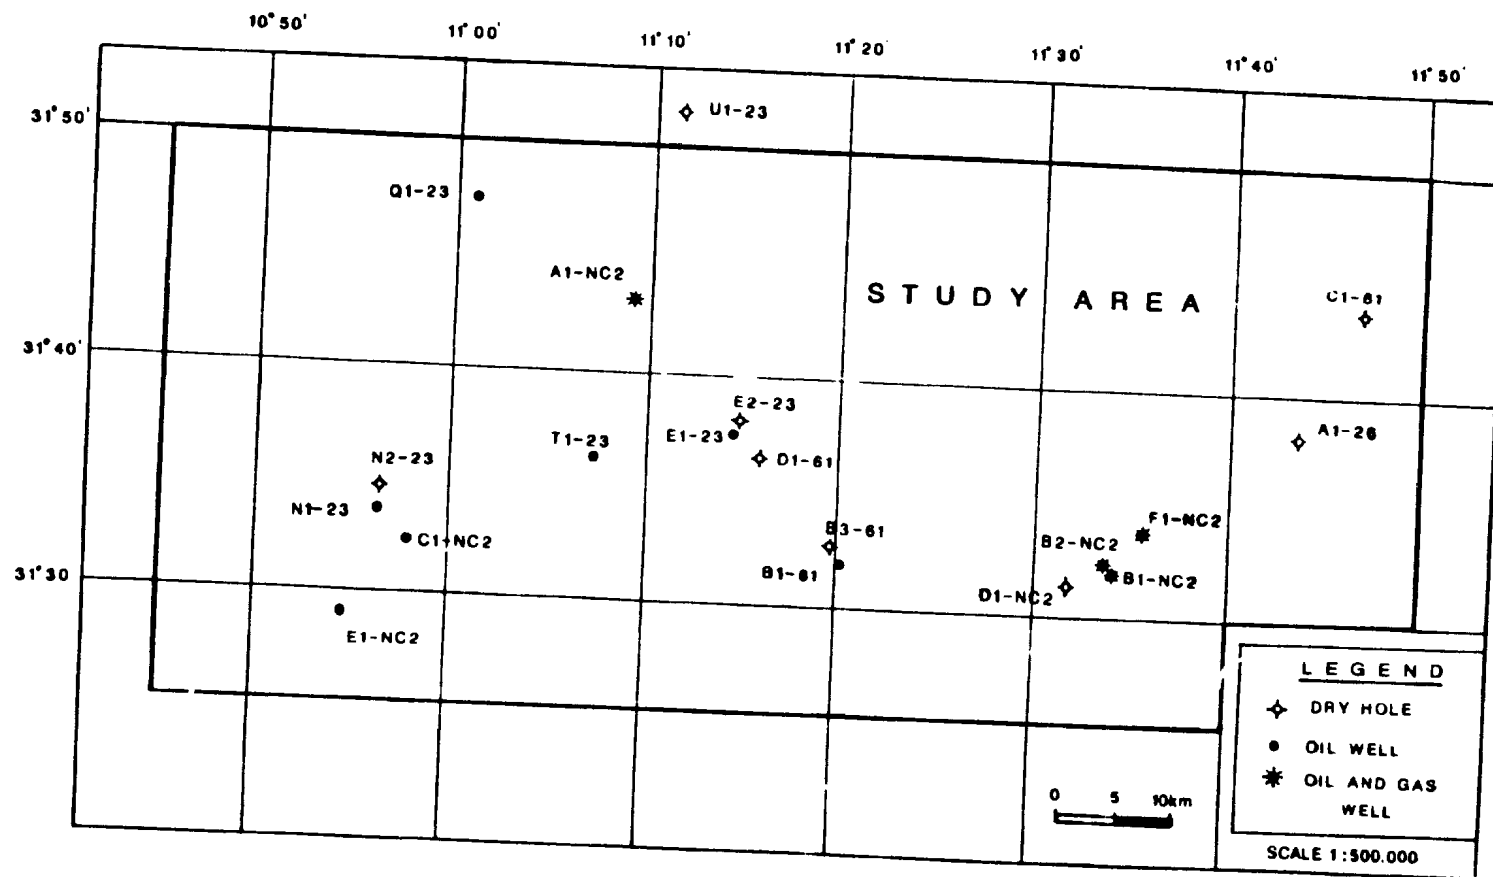 10°50'
11°00'
11°10'
11°20'
11°30'
11°40'
11°50'
31°50'
U1-23
Q1-23
A1-NC2
STUDY AREA
C1-61
31°40'
E2-23
E1-23
A1-26
T1-23
D1-61
N2-23
N1-23
C1-NC2
B3-61
F1-NC2
B2-NC2
B1-61
B1-NC2
31°30'
D1-NC2
E1-NC2
LEGEND
DRY HOLE
OIL WELL
OIL AND GAS
WELL
0 5 10km
SCALE 1:500.000